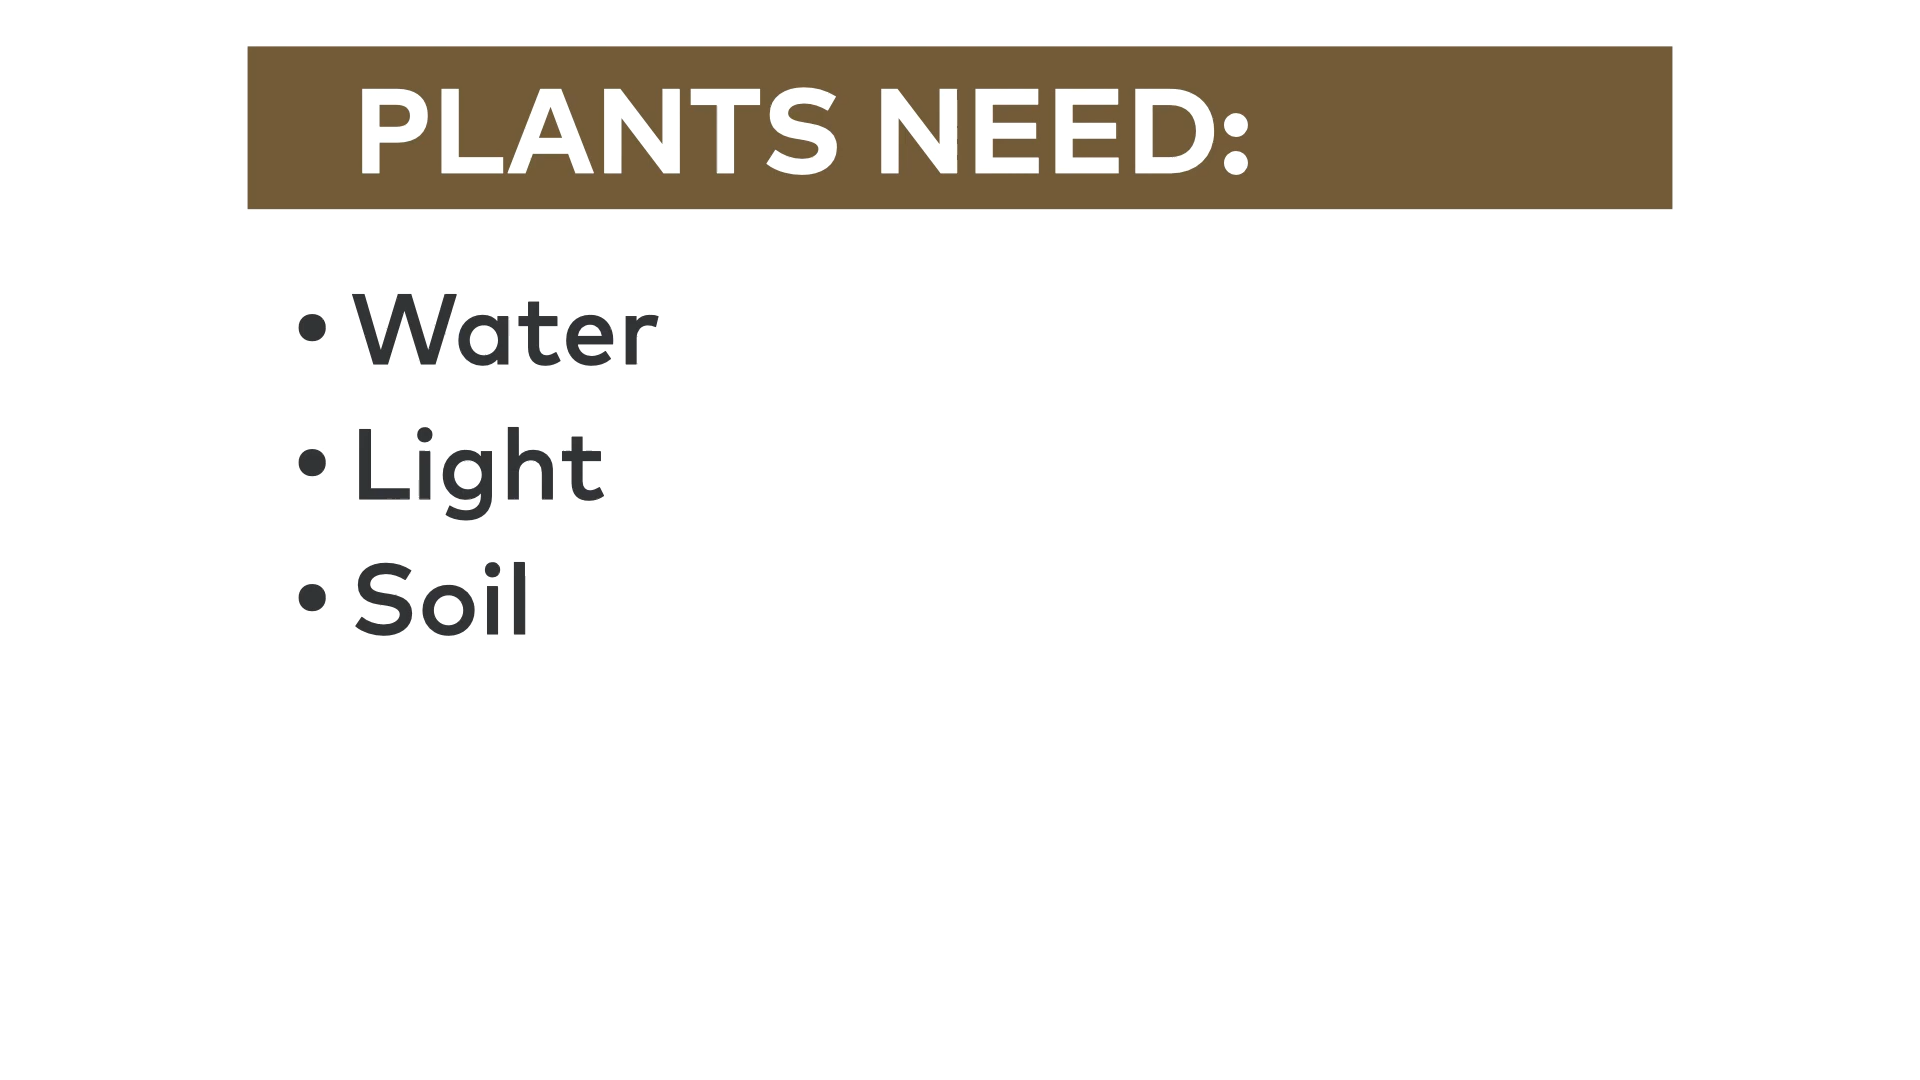 PLANTS NEED:
• Water
• Light
• Soil